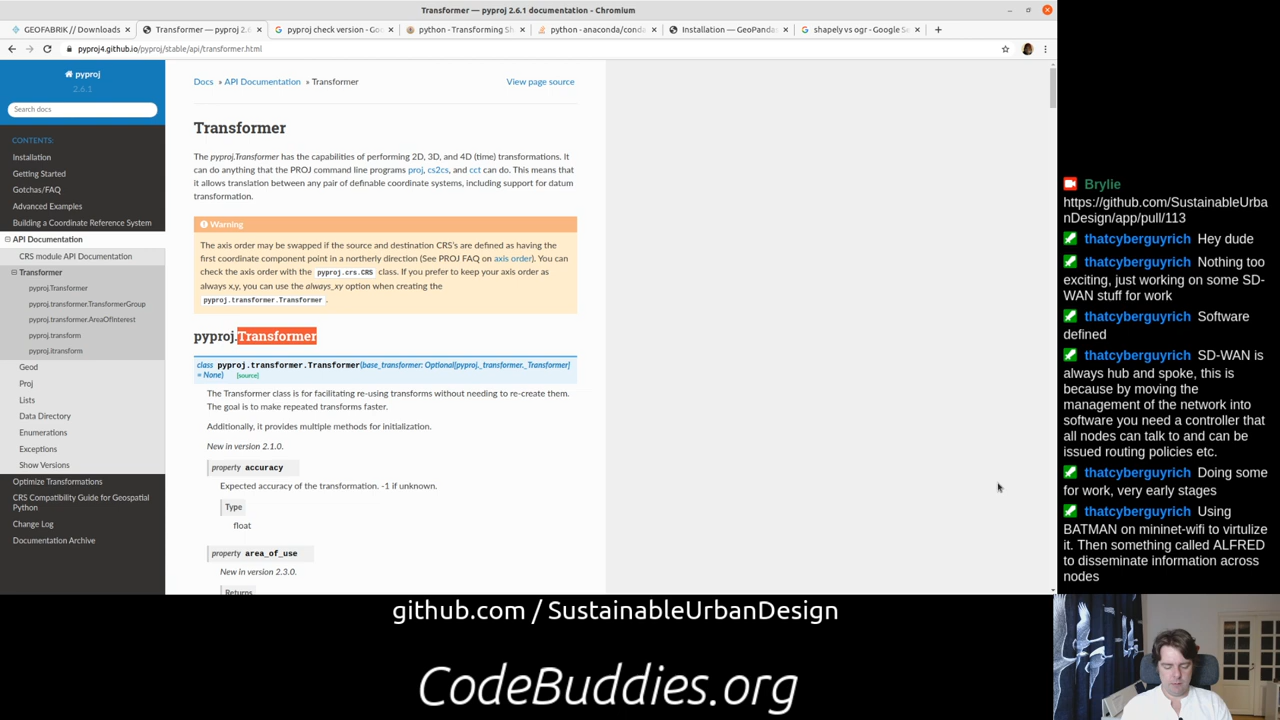 Transformer — pyproj 2.6.1 documentation - Chromium
GEOFABRIK // Downloads
Transformer — pyproj 2.6
pyproj check version - Goo
python - Transforming Sh
python - anaconda/conda
Installation — GeoPandas
shapely vs ogr - Google Se
pyproj4.github.io/pyproj/stable/api/transformer.html
pyproj
2.6.1
Search docs
CONTENTS:
Installation
Getting Started
Gotchas/FAQ
Advanced Examples
Building a Coordinate Reference System
API Documentation
CRS module API Documentation
Transformer
pyproj.Transformer
pyproj.transformer.TransformerGroup
pyproj.transformer.AreaOfInterest
pyproj.transform
pyproj.itransform
Geod
Proj
Lists
Data Directory
Enumerations
Exceptions
Show Versions
Optimize Transformations
CRS Compatibility Guide for Geospatial
Python
Change Log
Documentation Archive
Docs » API Documentation » Transformer
View page source
Transformer
The pyproj.Transformer has the capabilities of performing 2D, 3D, and 4D (time) transformations. It
can do anything that the PROJ command line programs proj, cs2cs, and cct can do. This means that
it allows translation between any pair of definable coordinate systems, including support for datum
transformation.
Warning
The axis order may be swapped if the source and destination CRS's are defined as having the
first coordinate component point in a northerly direction (See PROJ FAQ on axis order). You can
check the axis order with the pyproj.crs.CRS class. If you prefer to keep your axis order as
always x,y, you can use the always_xy option when creating the
pyproj.transformer.Transformer .
pyproj.Transformer
class pyproj.transformer.Transformer(base_transformer: Optional[pyproj._transformer._Transformer]
= None) [source]
The Transformer class is for facilitating re-using transforms without needing to re-create them.
The goal is to make repeated transforms faster.
Additionally, it provides multiple methods for initialization.
New in version 2.1.0.
property accuracy
Expected accuracy of the transformation. -1 if unknown.
Type
float
property area_of_use
New in version 2.3.0.
Returns
Brylie
https://github.com/SustainableUrba
nDesign/app/pull/113
thatcyberguyrich Hey dude
thatcyberguyrich Nothing too
exciting, just working on some SD-
WAN stuff for work
thatcyberguyrich Software
defined
thatcyberguyrich SD-WAN is
always hub and spoke, this is
because by moving the
management of the network into
software you need a controller that
all nodes can talk to and can be
issued routing policies etc.
thatcyberguyrich Doing some
for work, very early stages
thatcyberguyrich Using
BATMAN on mininet-wifi to virtulize
it. Then something called ALFRED
to disseminate information across
nodes
github.com / SustainableUrbanDesign
CodeBuddies.org